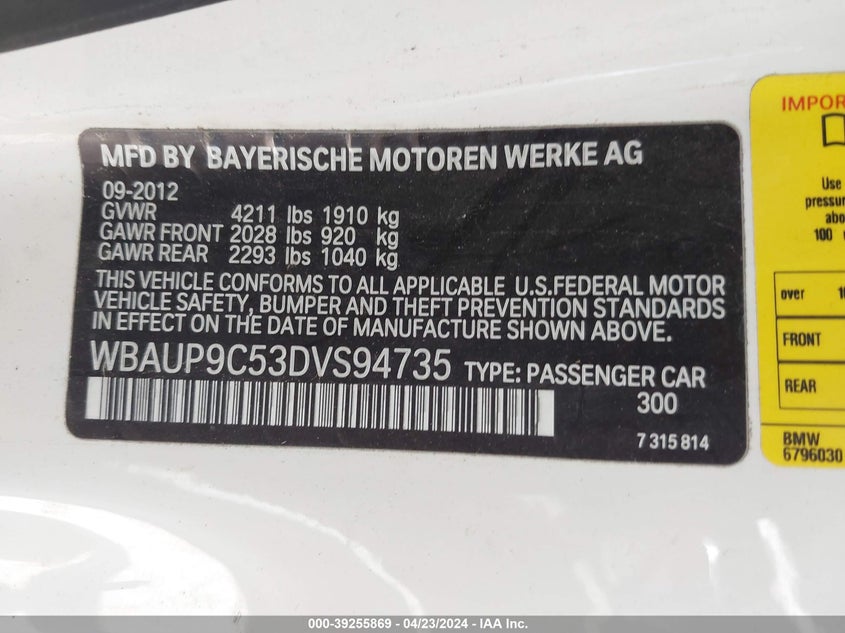 MFD BY BAYERISCHE MOTOREN WERKE AG
09-2012
GVWR 4211 lbs 1910 kg
GAWR FRONT 2028 lbs 920 kg
GAWR REAR 2293 lbs 1040 kg
THIS VEHICLE CONFORMS TO ALL APPLICABLE U.S.FEDERAL MOTOR
VEHICLE SAFETY, BUMPER AND THEFT PREVENTION STANDARDS
IN EFFECT ON THE DATE OF MANUFACTURE SHOWN ABOVE.
WBAUP9C53DVS94735 TYPE: PASSENGER CAR
300
7 315 814
Use
100
over
FRONT
REAR
BMW
6796030
000-39255869 | 04/23/2024 – IAA Inc.